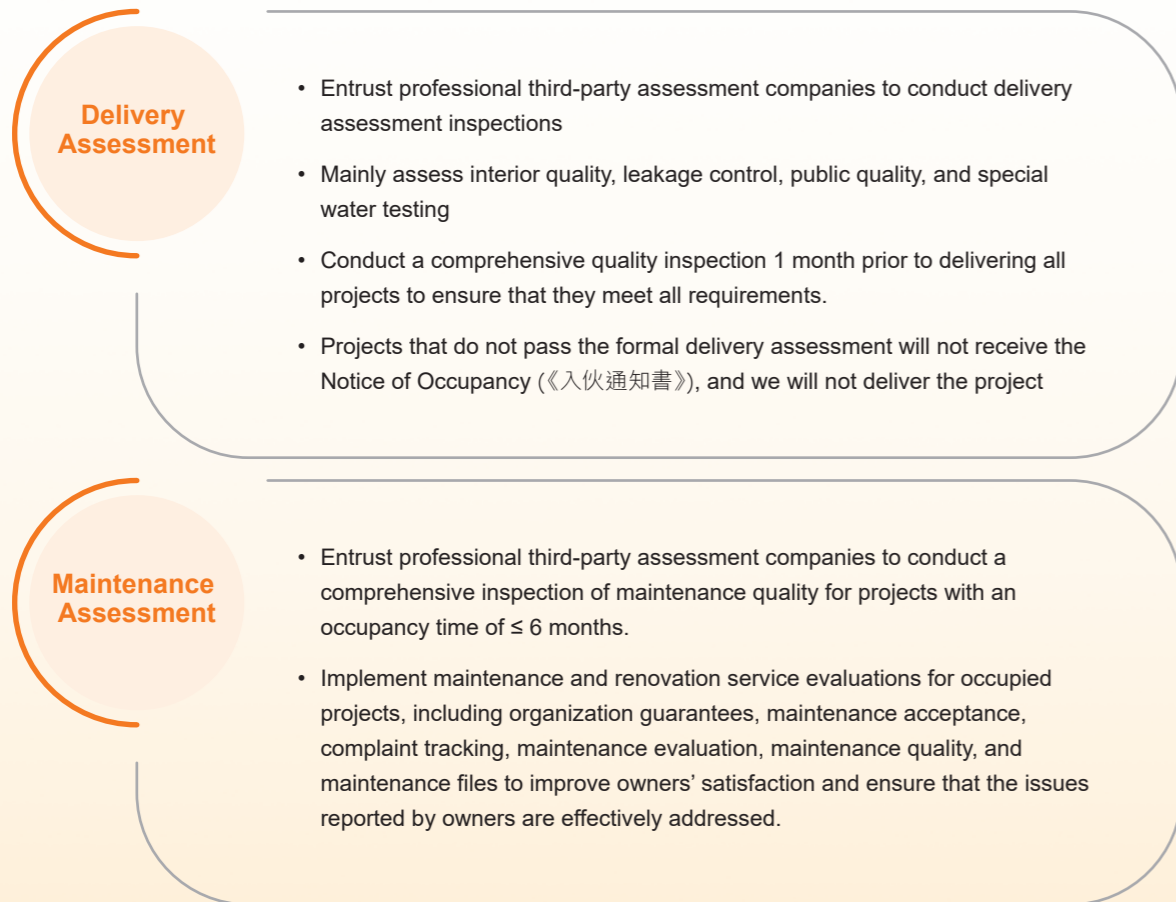 Delivery
Assessment
• Entrust professional third-party assessment companies to conduct delivery
assessment inspections
• Mainly assess interior quality, leakage control, public quality, and special
water testing
• Conduct a comprehensive quality inspection 1 month prior to delivering all
projects to ensure that they meet all requirements.
• Projects that do not pass the formal delivery assessment will not receive the
Notice of Occupancy (《入伙通知書》), and we will not deliver the project
Maintenance
Assessment
• Entrust professional third-party assessment companies to conduct a
comprehensive inspection of maintenance quality for projects with an
occupancy time of ≤ 6 months.
• Implement maintenance and renovation service evaluations for occupied
projects, including organization guarantees, maintenance acceptance,
complaint tracking, maintenance evaluation, maintenance quality, and
maintenance files to improve owners’ satisfaction and ensure that the issues
reported by owners are effectively addressed.